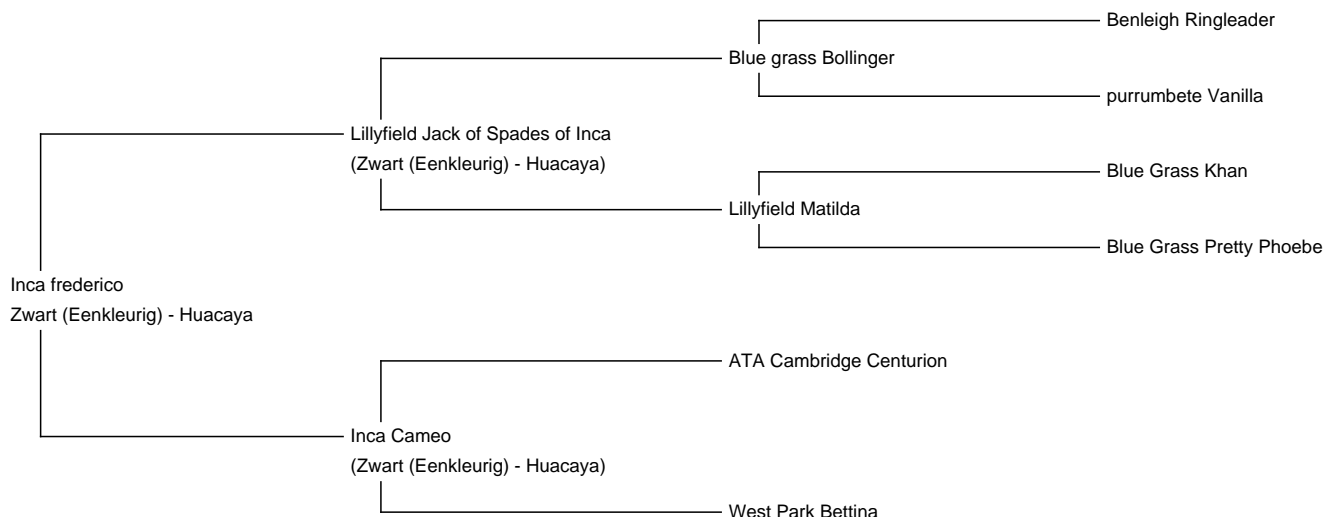 Benleigh Ringleader
Blue grass Bollinger
purrumbete Vanilla
Lillyfield Jack of Spades of Inca
(Zwart (Eenkleurig) - Huacaya)
Blue Grass Khan
Lillyfield Matilda
Blue Grass Pretty Phoebe
Inca frederico
Zwart (Eenkleurig) - Huacaya
ATA Cambridge Centurion
Inca Cameo
(Zwart (Eenkleurig) - Huacaya)
West Park Bettina